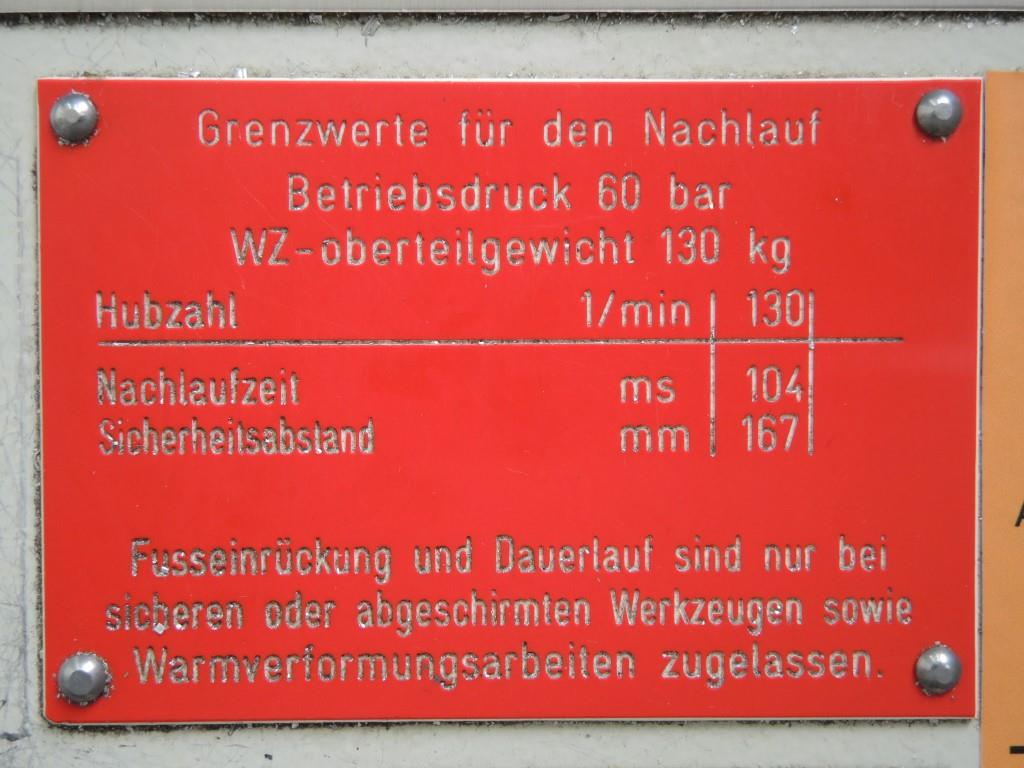 Grenzwerte für den Nachlauf
Betriebsdruck 60 bar
WZ-oberteilgewicht 130 kg
Hubzahl 1/min 130
Nachlaufzeit ms 104
Sicherheitsabstand mm 167
Fusseinrückung und Dauerlauf sind nur bei
sicheren oder abgeschirmten Werkzeugen sowie
Warmverformungsarbeiten zugelassen.